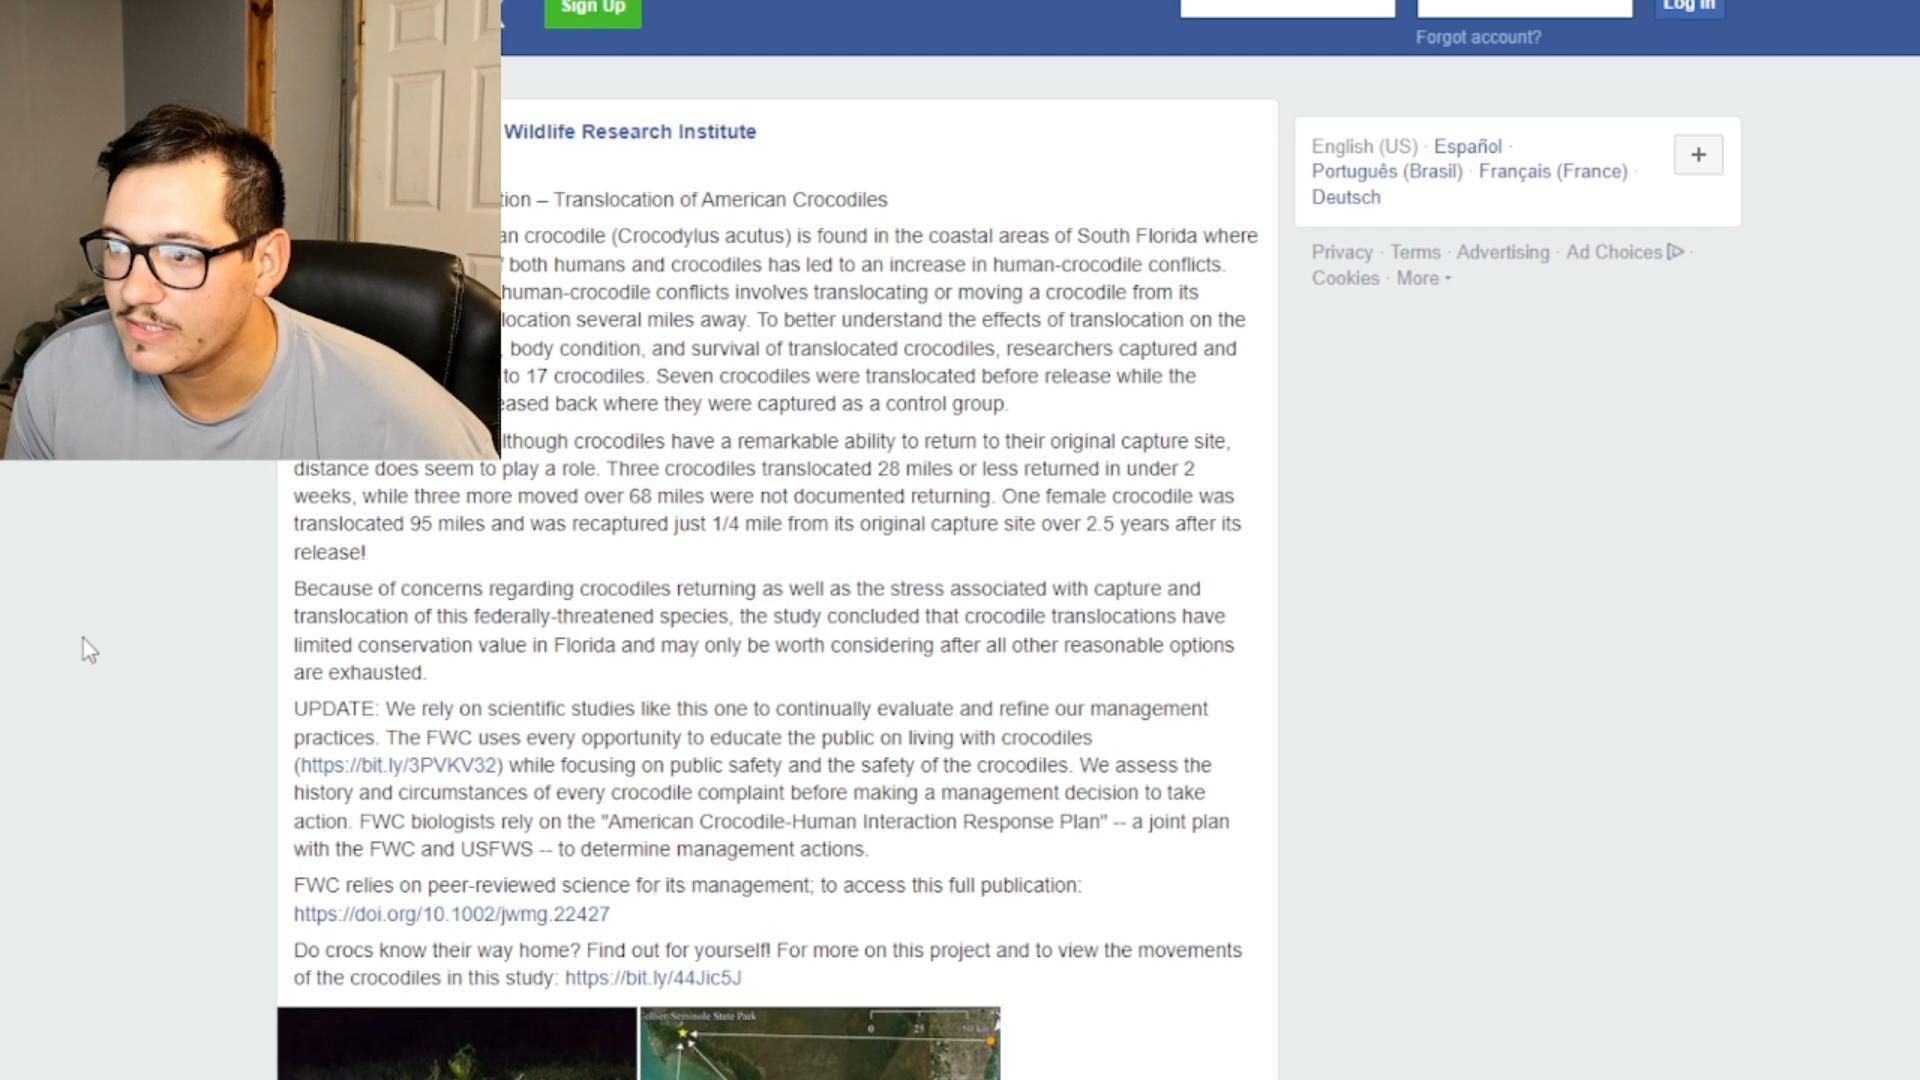 Sign Up
Log In
Forgot account?
Wildlife Research Institute
tion – Translocation of American Crocodiles
an crocodile (Crocodylus acutus) is found in the coastal areas of South Florida where
both humans and crocodiles has led to an increase in human-crocodile conflicts.
human-crocodile conflicts involves translocating or moving a crocodile from its
location several miles away. To better understand the effects of translocation on the
, body condition, and survival of translocated crocodiles, researchers captured and
to 17 crocodiles. Seven crocodiles were translocated before release while the
eased back where they were captured as a control group.
lthough crocodiles have a remarkable ability to return to their original capture site,
distance does seem to play a role. Three crocodiles translocated 28 miles or less returned in under 2
weeks, while three more moved over 68 miles were not documented returning. One female crocodile was
translocated 95 miles and was recaptured just 1/4 mile from its original capture site over 2.5 years after its
release!
Because of concerns regarding crocodiles returning as well as the stress associated with capture and
translocation of this federally-threatened species, the study concluded that crocodile translocations have
limited conservation value in Florida and may only be worth considering after all other reasonable options
are exhausted.
UPDATE: We rely on scientific studies like this one to continually evaluate and refine our management
practices. The FWC uses every opportunity to educate the public on living with crocodiles
(https://bit.ly/3PVKV32) while focusing on public safety and the safety of the crocodiles. We assess the
history and circumstances of every crocodile complaint before making a management decision to take
action. FWC biologists rely on the "American Crocodile-Human Interaction Response Plan" -- a joint plan
with the FWC and USFWS -- to determine management actions.
FWC relies on peer-reviewed science for its management; to access this full publication:
https://doi.org/10.1002/jwmg.22427
Do crocs know their way home? Find out for yourself! For more on this project and to view the movements
of the crocodiles in this study: https://bit.ly/44Jic5J
Collier-Seminole State Park
0 25 50 km
English (US) · Español ·
Português (Brasil) · Français (France) ·
Deutsch
+
Privacy · Terms · Advertising · Ad Choices ·
Cookies · More